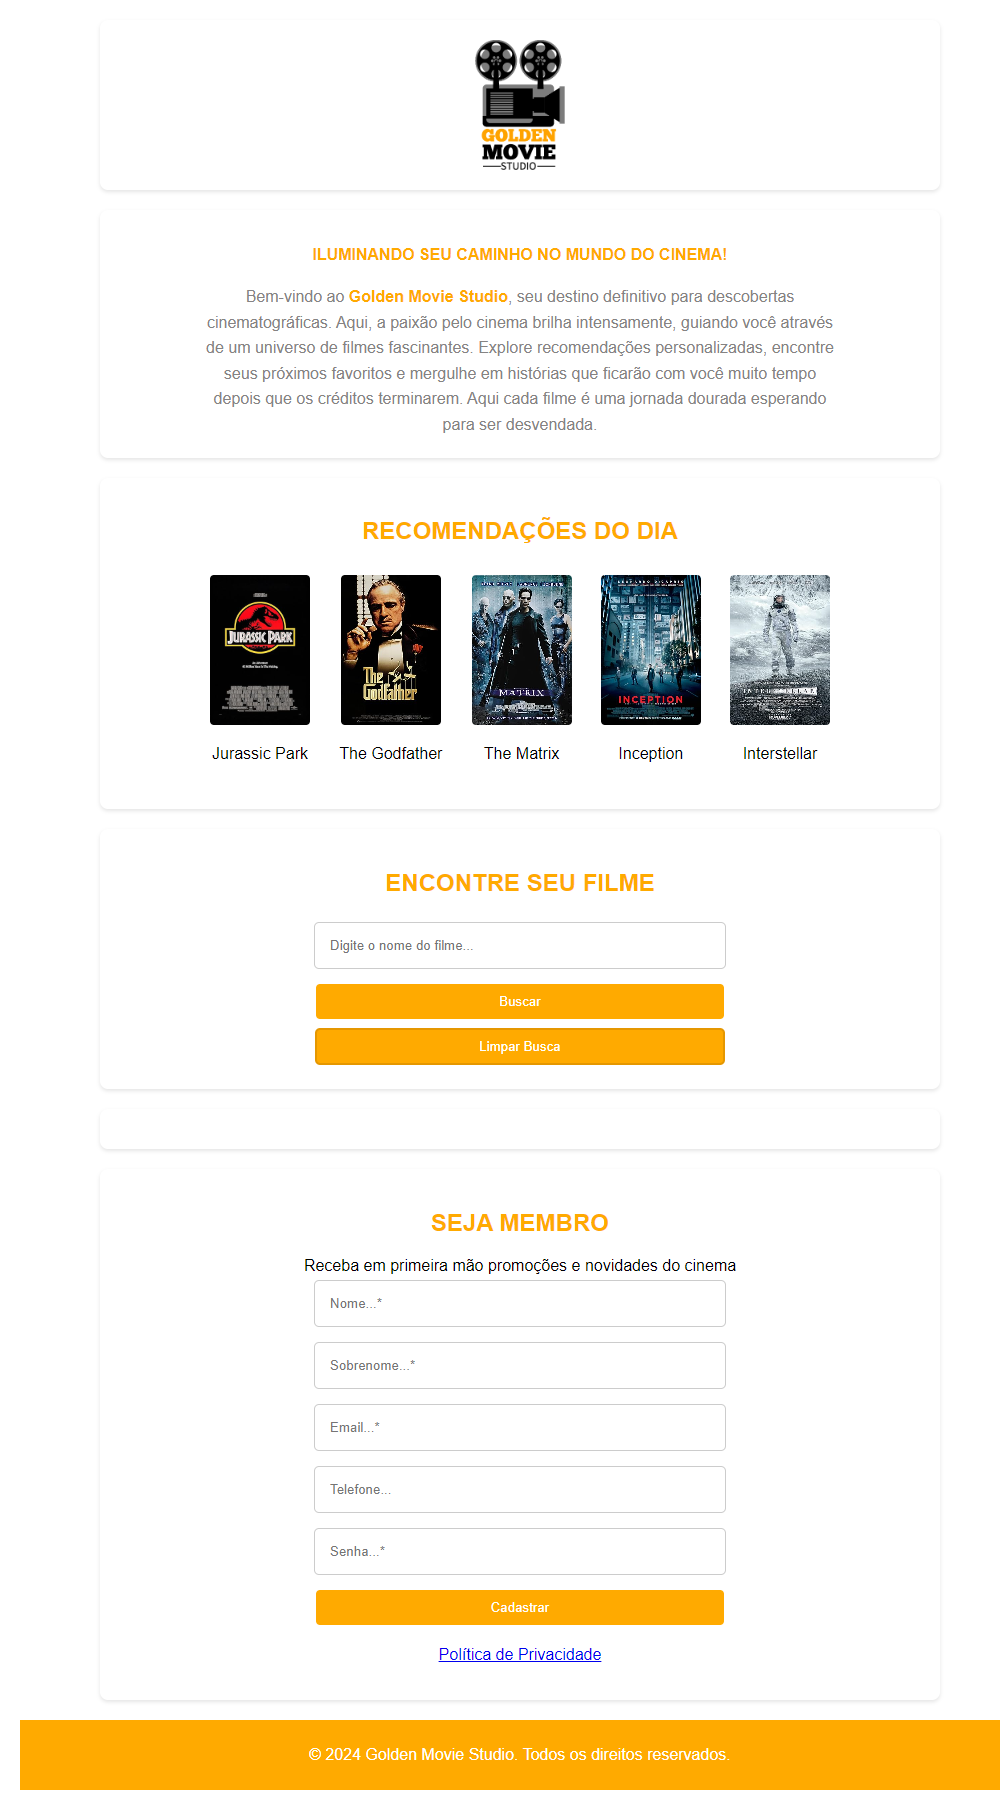 GOLDEN
MOVIE
STUDIO
ILUMINANDO SEU CAMINHO NO MUNDO DO CINEMA!
Bem-vindo ao Golden Movie Studio, seu destino definitivo para descobertas
cinematográficas. Aqui, a paixão pelo cinema brilha intensamente, guiando você através
de um universo de filmes fascinantes. Explore recomendações personalizadas, encontre
seus próximos favoritos e mergulhe em histórias que ficarão com você muito tempo
depois que os créditos terminarem. Aqui cada filme é uma jornada dourada esperando
para ser desvendada.
RECOMENDAÇÕES DO DIA
JURASSIC PARK
The
Godfather
MATRIX
INCEPTION
INTERSTELLAR
Jurassic Park
The Godfather
The Matrix
Inception
Interstellar
ENCONTRE SEU FILME
Digite o nome do filme...
Buscar
Limpar Busca
SEJA MEMBRO
Receba em primeira mão promoções e novidades do cinema
Nome...*
Sobrenome...*
Email...*
Telefone...
Senha...*
Cadastrar
Política de Privacidade
© 2024 Golden Movie Studio. Todos os direitos reservados.